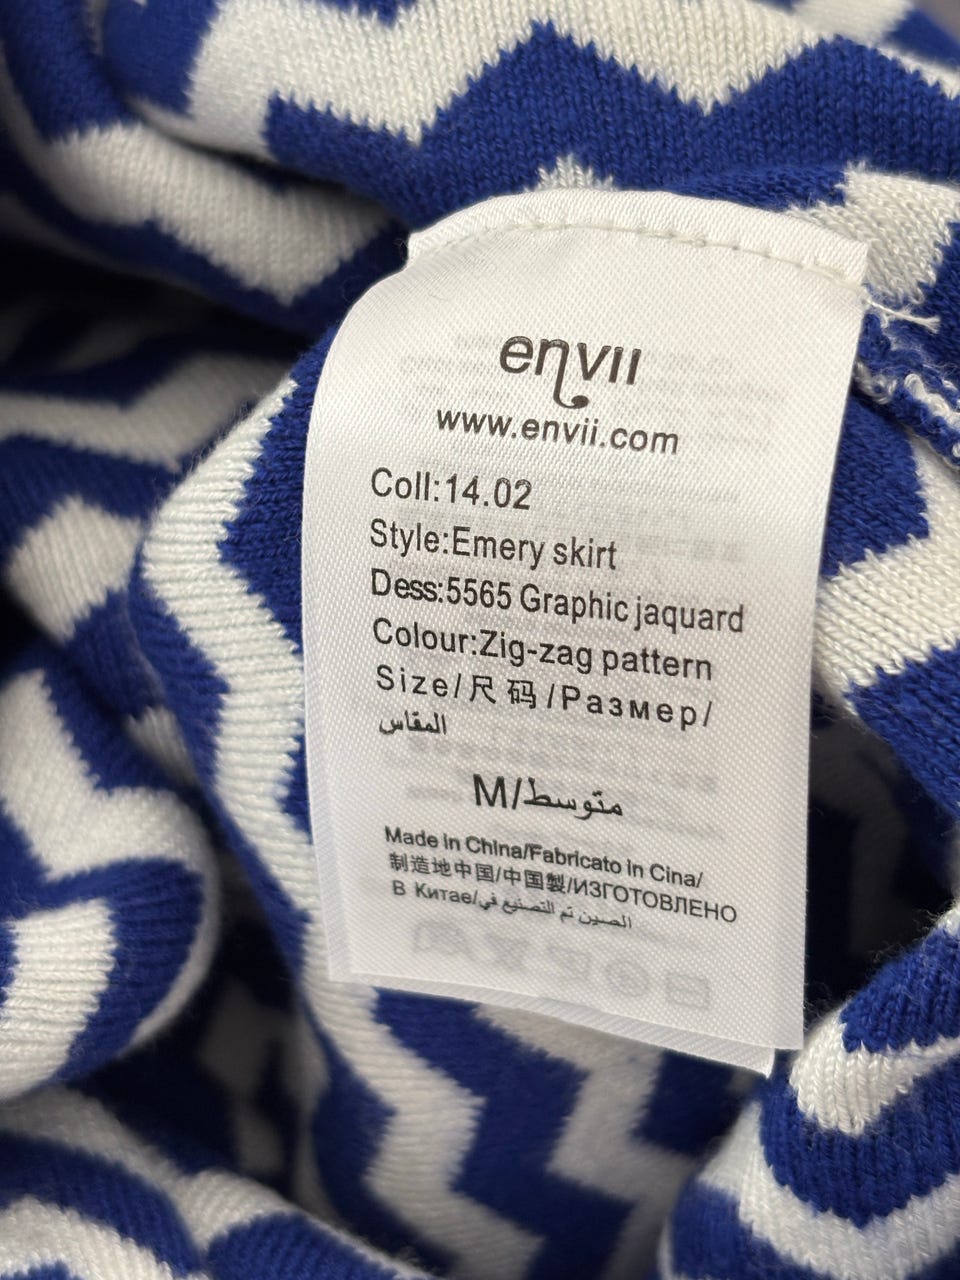 envii
www.envii.com
Coll:14.02
Style:Emery skirt
Dess:5565 Graphic jaquard
Colour:Zig-zag pattern
Size/尺码/Размер/
المقاس
M/متوسط
Made in China/Fabricato in Cina/
制造地中国/中国製/ИЗГОТОВЛЕНО
В Китае/الصين تم التصنيع في